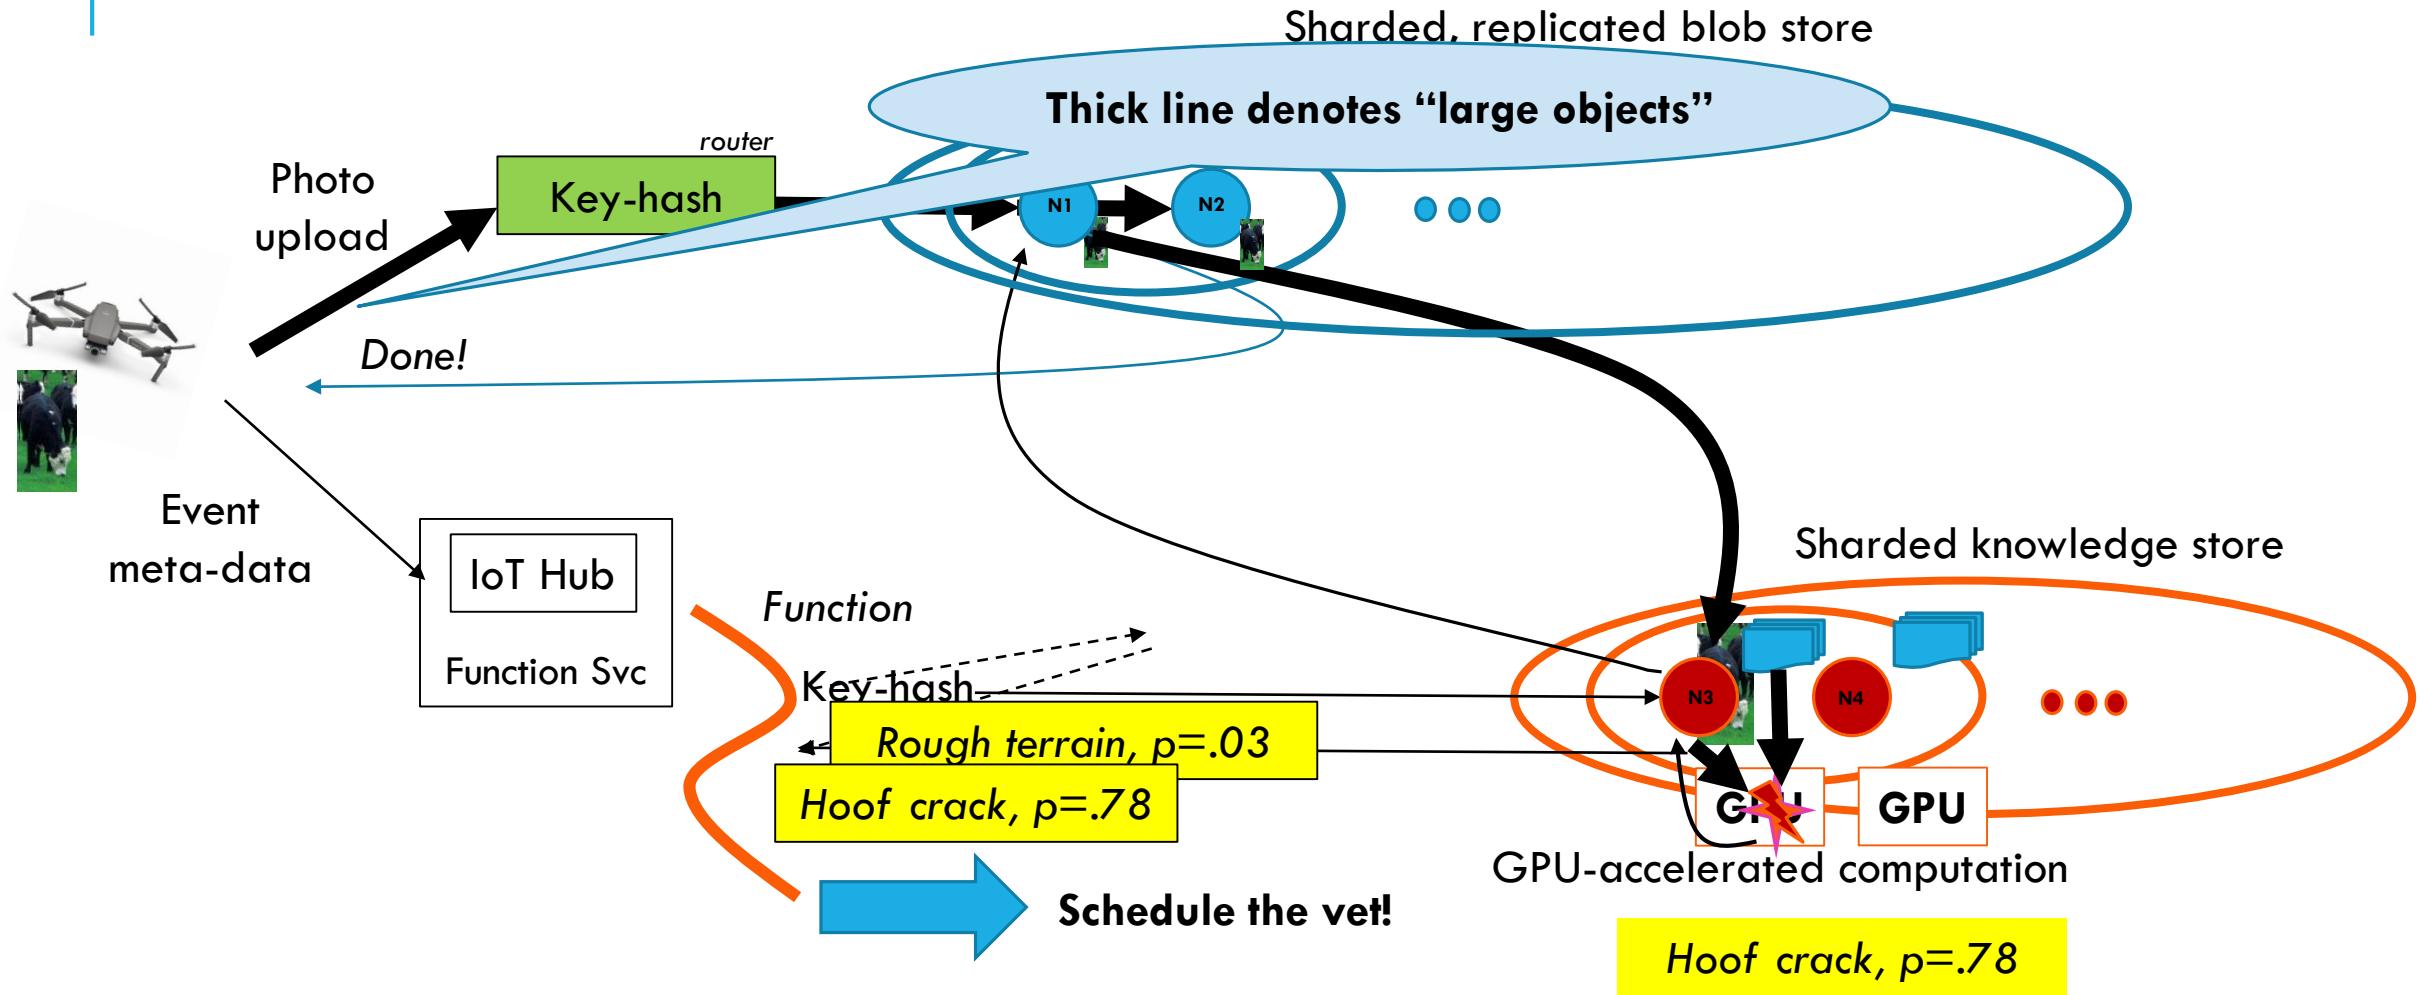 Sharded, replicated blob store
Thick line denotes “large objects”
router
Photo
upload
Key-hash
N1
N2
Done!
Event
meta-data
IoT Hub
Function Svc
Function
Key-hash
Sharded knowledge store
N3
N4
Rough terrain, p=.03
Hoof crack, p=.78
GPU
GPU
GPU-accelerated computation
Schedule the vet!
Hoof crack, p=.78